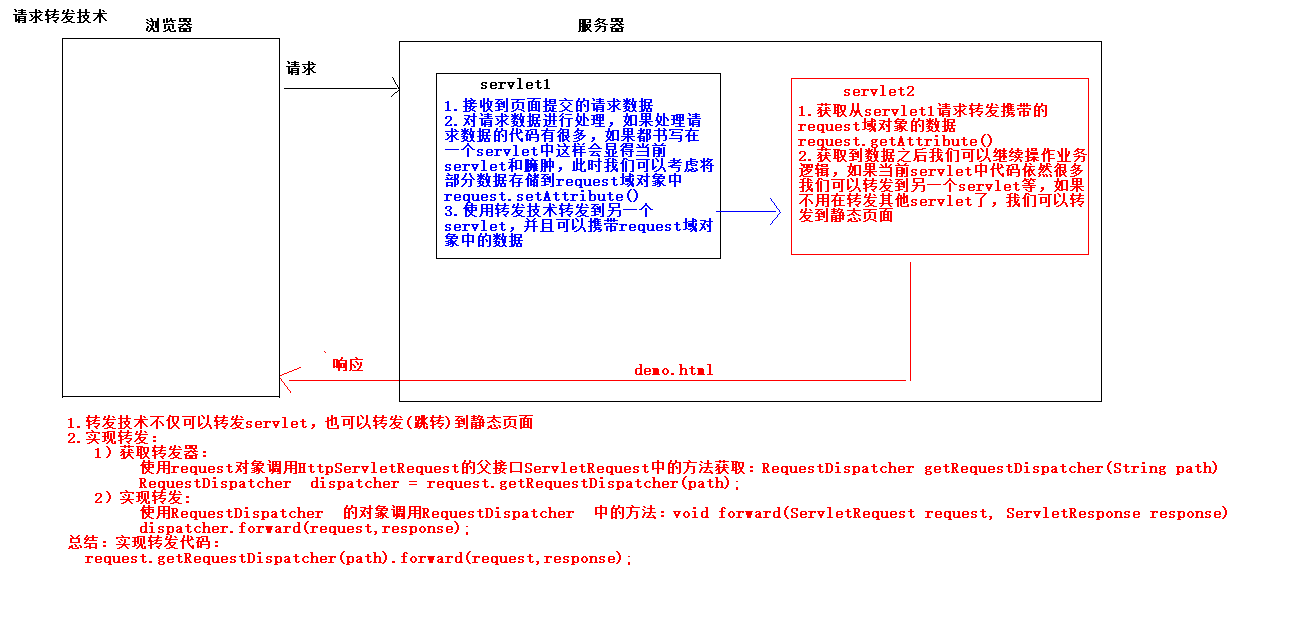 请求转发技术
浏览器
服务器
请求
servlet1
1.接收到页面提交的请求数据
2.对请求数据进行处理，如果处理请
求数据的代码有很多，如果都书写在
一个servlet中这样会显得当前
servlet和臃肿，此时我们可以考虑将
部分数据存储到request域对象中
request.setAttribute()
3.使用转发技术转发到另一个
servlet，并且可以携带request域对
象中的数据
servlet2
1.获取从servlet1请求转发携带的
request域对象的数据
request.getAttribute()
2.获取到数据之后我们可以继续操作业务
逻辑，如果当前servlet中代码依然很多
我们可以转发到另一个servlet等，如果
不用在转发其他servlet了，我们可以转
发到静态页面
响应
demo.html
1.转发技术不仅可以转发servlet，也可以转发(跳转)到静态页面
2.实现转发：
1）获取转发器：
使用request对象调用HttpServletRequest的父接口ServletRequest中的方法获取：RequestDispatcher getRequestDispatcher(String path)
RequestDispatcher dispatcher = request.getRequestDispatcher(path);
2）实现转发:
使用RequestDispatcher 的对象调用RequestDispatcher 中的方法：void forward(ServletRequest request, ServletResponse response)
dispatcher.forward(request,response);
总结：实现转发代码：
request.getRequestDispatcher(path).forward(request,response);